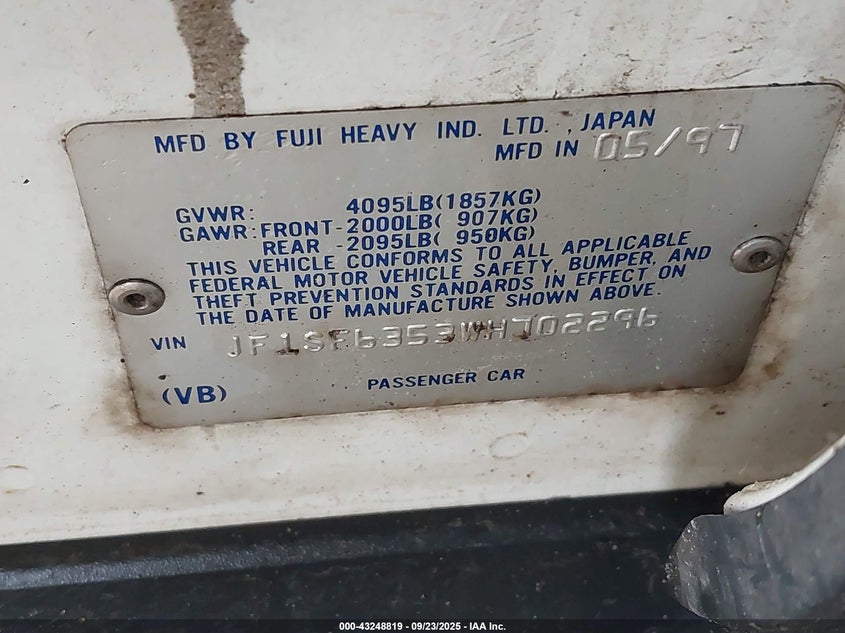 MFD BY FUJI HEAVY IND. LTD. , JAPAN
MFD IN 05/97
GVWR: 4095LB(1857KG)
GAWR:FRONT-2000LB( 907KG)
REAR -2095LB( 950KG)
THIS VEHICLE CONFORMS TO ALL APPLICABLE
FEDERAL MOTOR VEHICLE SAFETY, BUMPER, AND
THEFT PREVENTION STANDARDS IN EFFECT ON
THE DATE OF MANUFACTURE SHOWN ABOVE.
VIN JF1SF6353WH702296
(VB) PASSENGER CAR
000-43248819 - 09/23/2025 - IAA Inc.